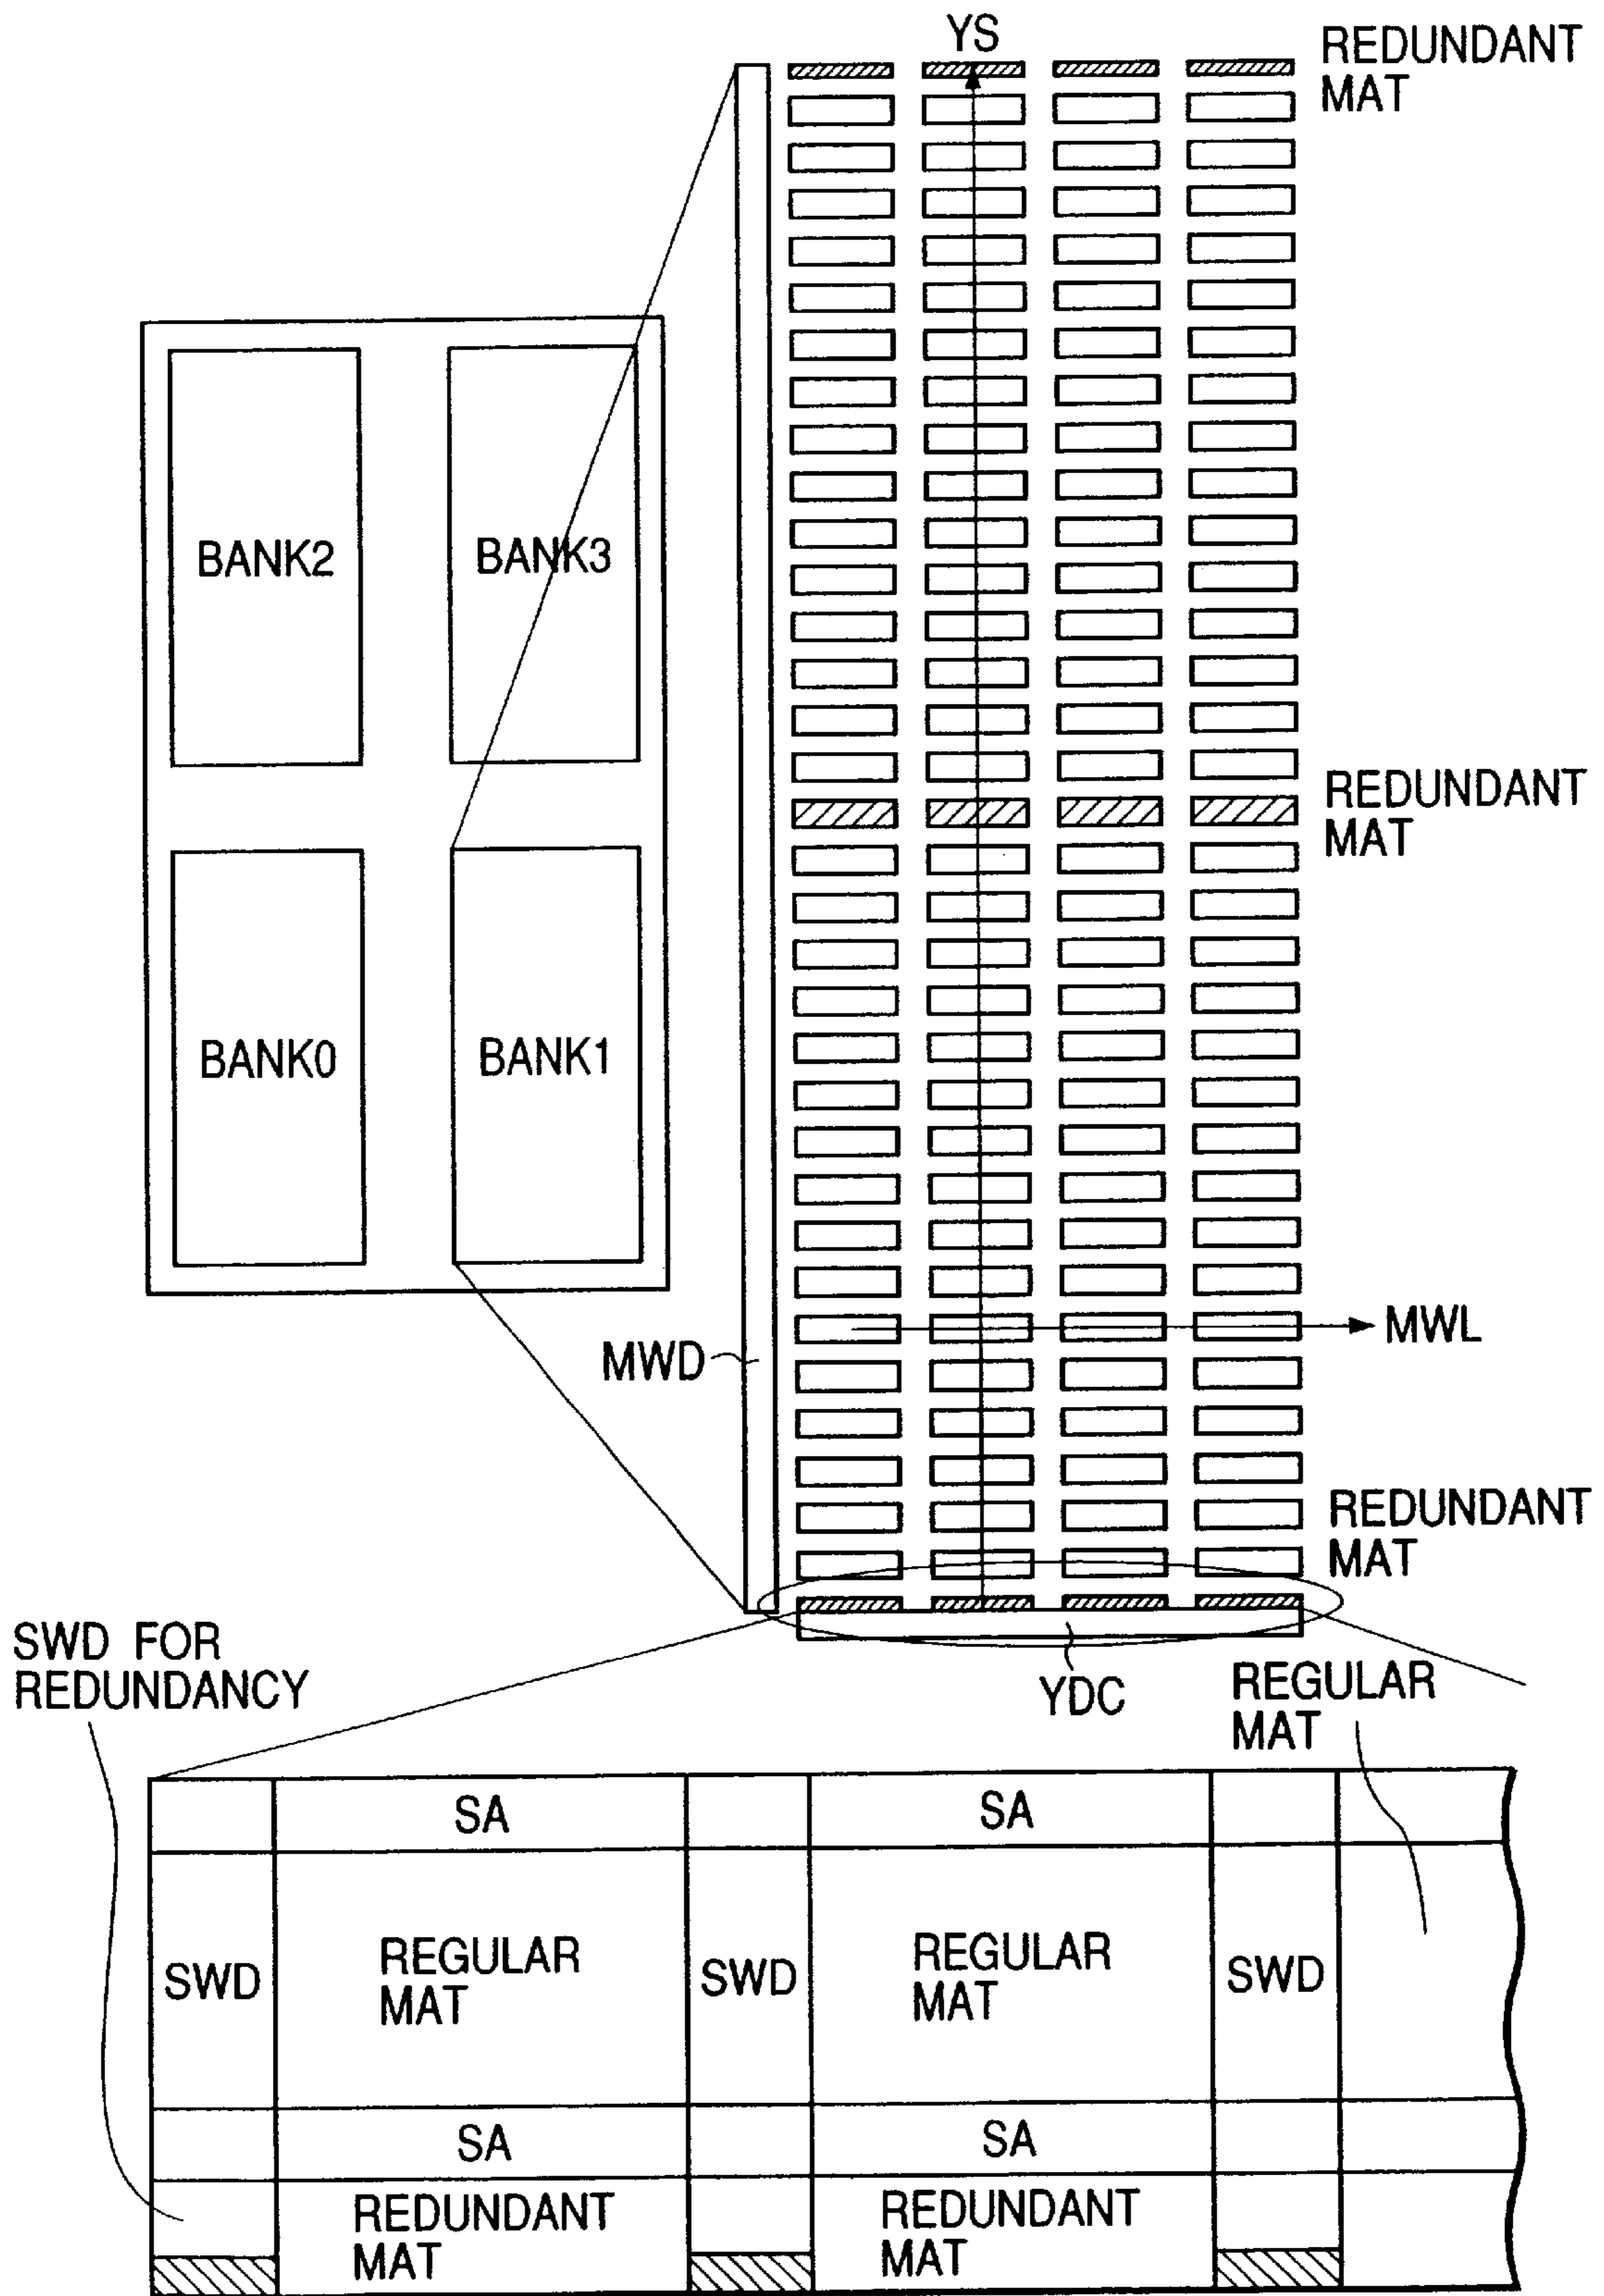 YS
REDUNDANT
MAT
BANK2
BANK3
REDUNDANT
MAT
BANK0
BANK1
MWL
MWD
REDUNDANT
MAT
SWD FOR
REDUNDANCY
YDC
REGULAR
MAT
SA
SA
SWD
REGULAR
MAT
SWD
REGULAR
MAT
SWD
SA
SA
REDUNDANT
MAT
REDUNDANT
MAT